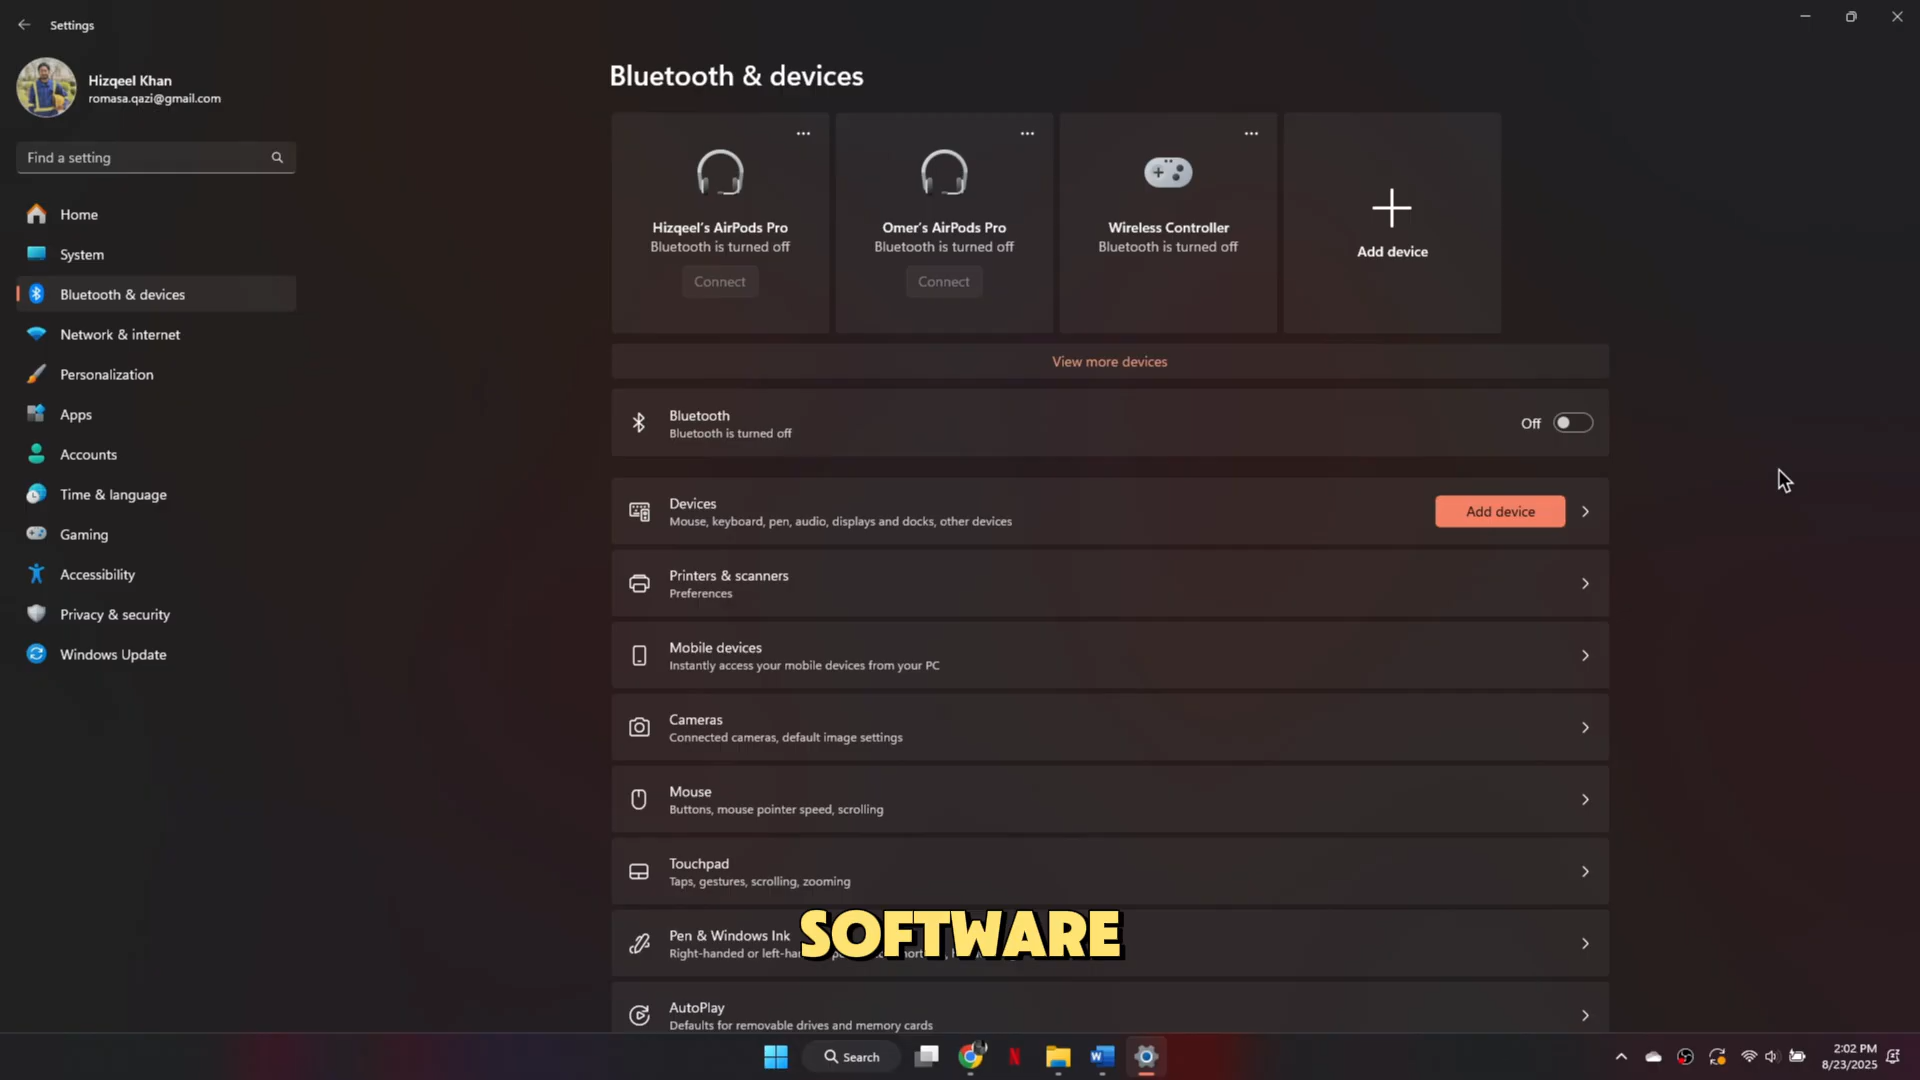 Settings
Hizqeel Khan
romasa.qazi@gmail.com
Find a setting
Home
System
Bluetooth & devices
Network & internet
Personalization
Apps
Accounts
Time & language
Gaming
Accessibility
Privacy & security
Windows Update
Bluetooth & devices
Hizqeel's AirPods Pro
Bluetooth is turned off
Connect
Omer's AirPods Pro
Bluetooth is turned off
Connect
Wireless Controller
Bluetooth is turned off
Add device
View more devices
Bluetooth
Bluetooth is turned off
Off
Devices
Mouse, keyboard, pen, audio, displays and docks, other devices
Add device
Printers & scanners
Preferences
Mobile devices
Instantly access your mobile devices from your PC
Cameras
Connected cameras, default image settings
Mouse
Buttons, mouse pointer speed, scrolling
Touchpad
Taps, gestures, scrolling, zooming
Pen & Windows Ink
Right-handed or
SOFTWARE
AutoPlay
Defaults for removable drives and memory cards
Search
2:02 PM
8/23/2025